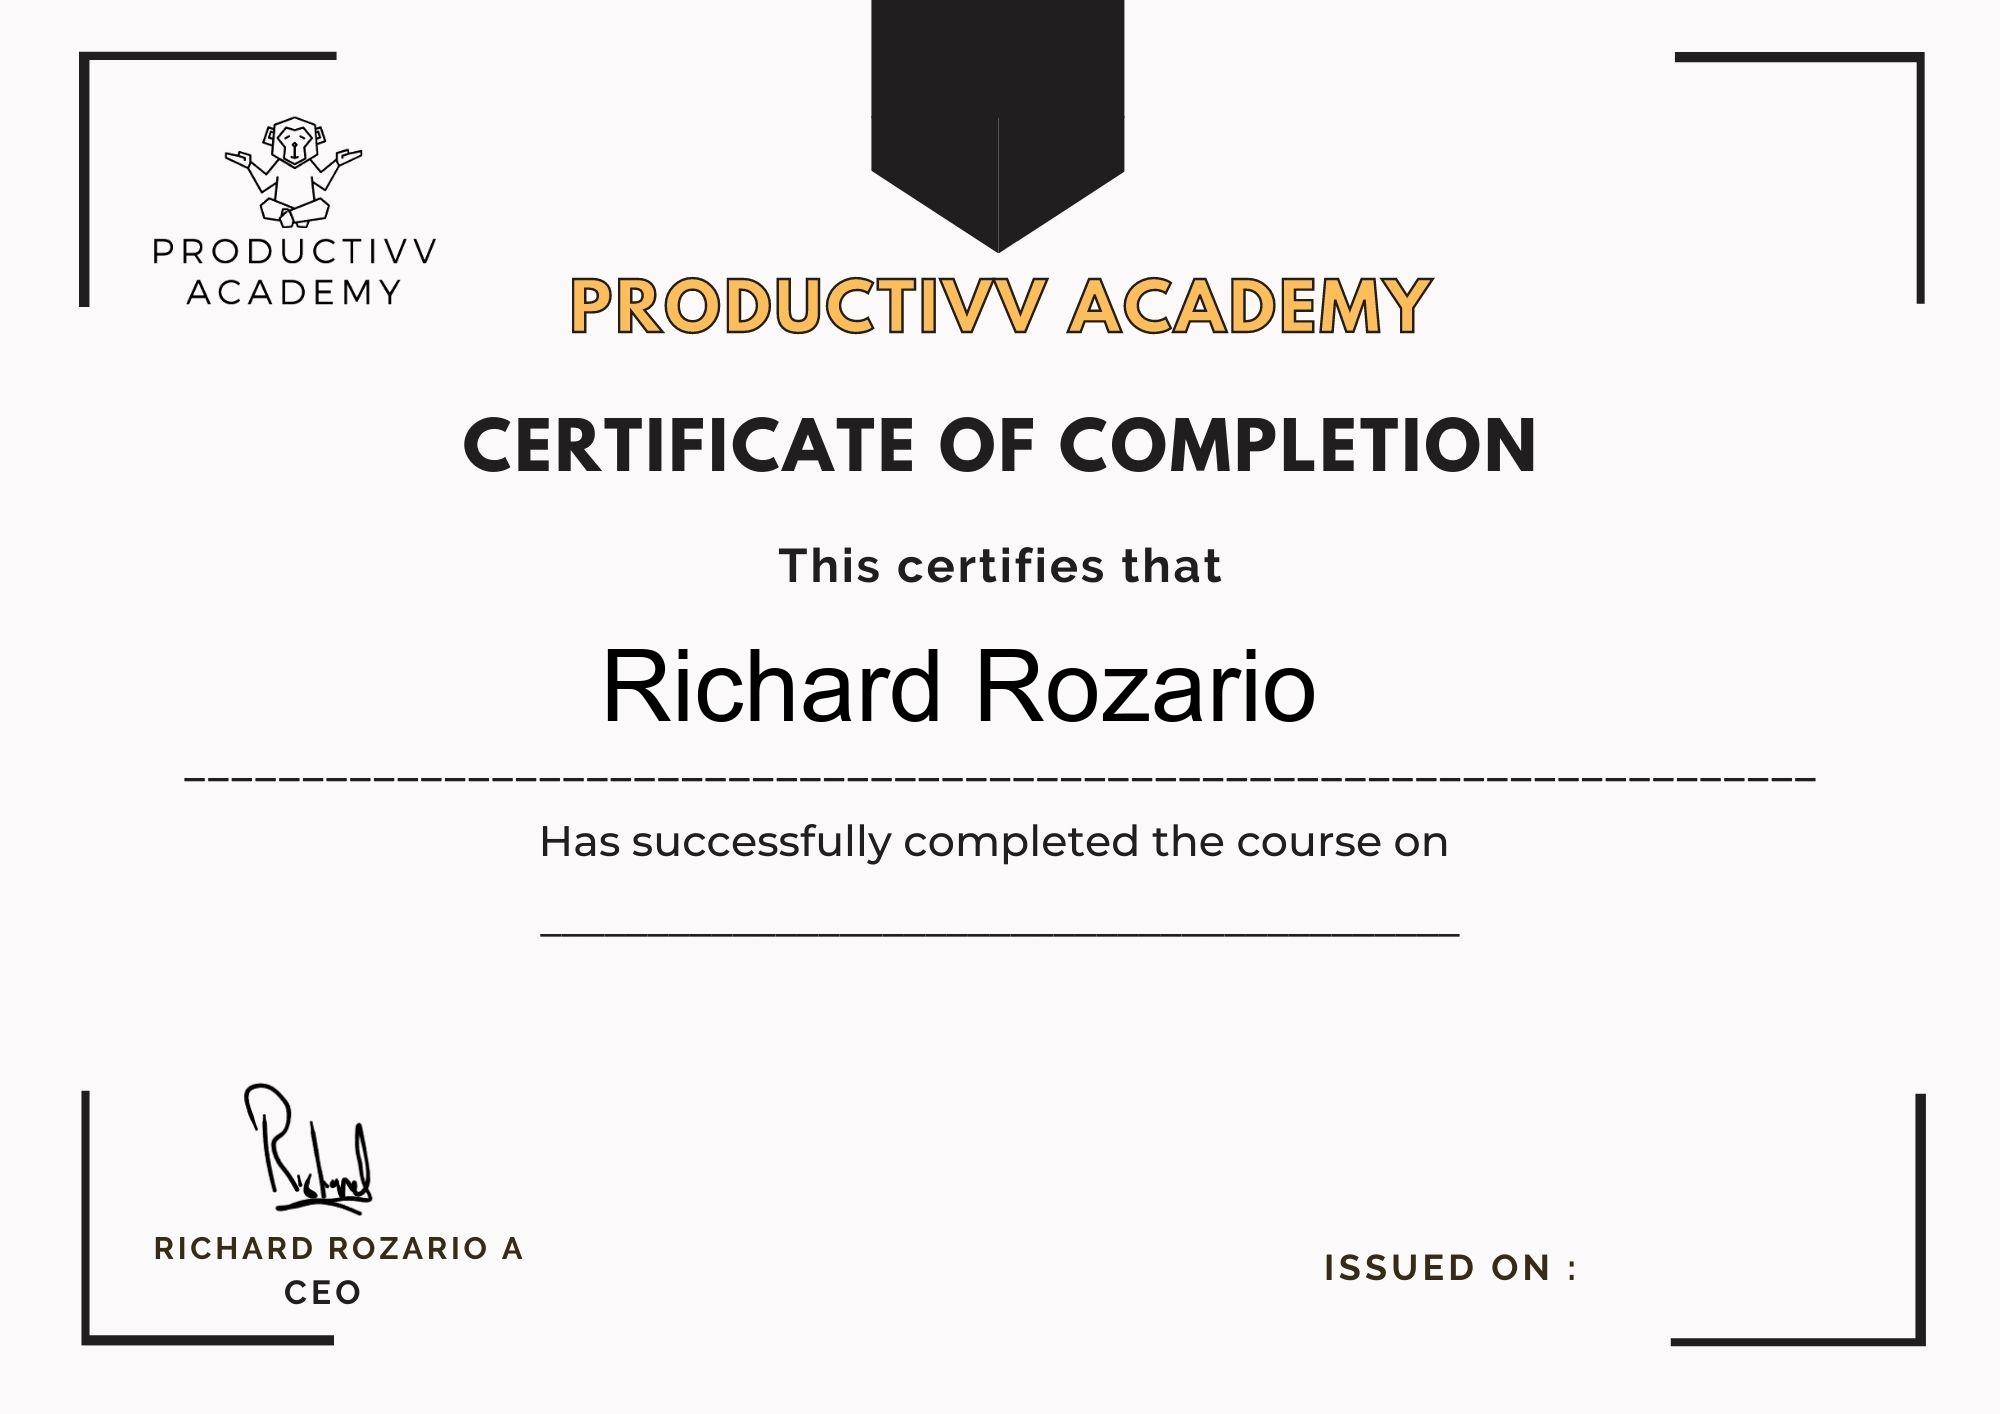 PRODUCTIVV
ACADEMY
PRODUCTIVV ACADEMY
CERTIFICATE OF COMPLETION
This certifies that
Richard Rozario
Has successfully completed the course on
Richard
RICHARD ROZARIO A
CEO
ISSUED ON :